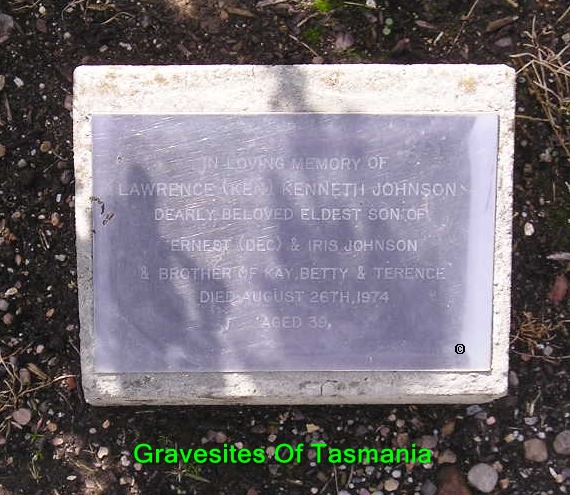 IN LOVING MEMORY OF
LAWRENCE (KEN) KENNETH JOHNSON
DEARLY BELOVED ELDEST SON OF
ERNEST (DEC) & IRIS JOHNSON
& BROTHER OF KAY, BETTY & TERENCE
DIED AUGUST 26TH, 1974
AGED 39,
©
Gravesites Of Tasmania